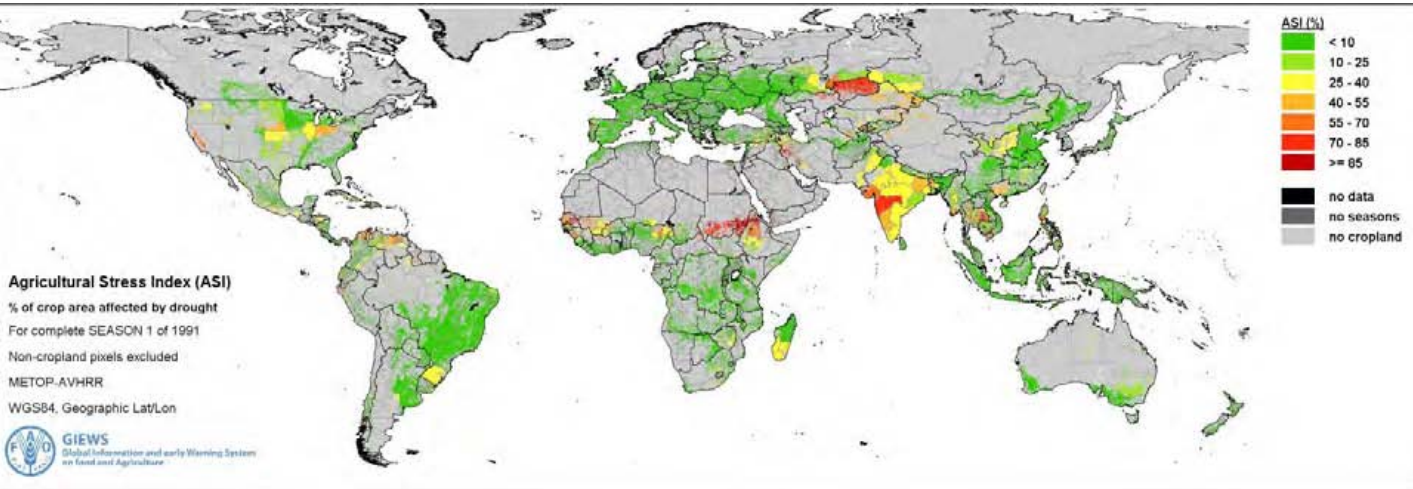 ASI (%)
< 10
10 - 25
25 - 40
40 - 55
55 - 70
70 - 85
>= 85
no data
no seasons
no cropland
Agricultural Stress Index (ASI)
% of crop area affected by drought
For complete SEASON 1 of 1991
Non-cropland pixels excluded
METOP-AVHRR
WGS84, Geographic Lat/Lon
FAO
GIEWS
Global Information and early Warning System
on food and Agriculture